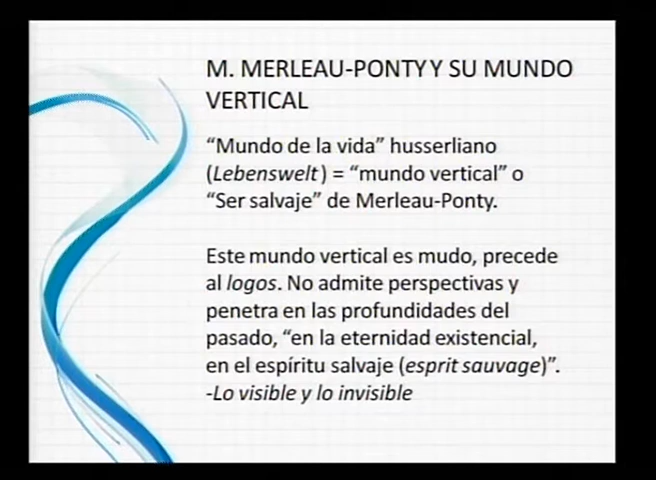 M. MERLEAU-PONTY Y SU MUNDO
VERTICAL
“Mundo de la vida” husserliano
(Lebenswelt) = “mundo vertical” o
“Ser salvaje” de Merleau-Ponty.
Este mundo vertical es mudo, precede
al logos. No admite perspectivas y
penetra en las profundidades del
pasado, “en la eternidad existencial,
en el espíritu salvaje (esprit sauvage)”.
-Lo visible y lo invisible